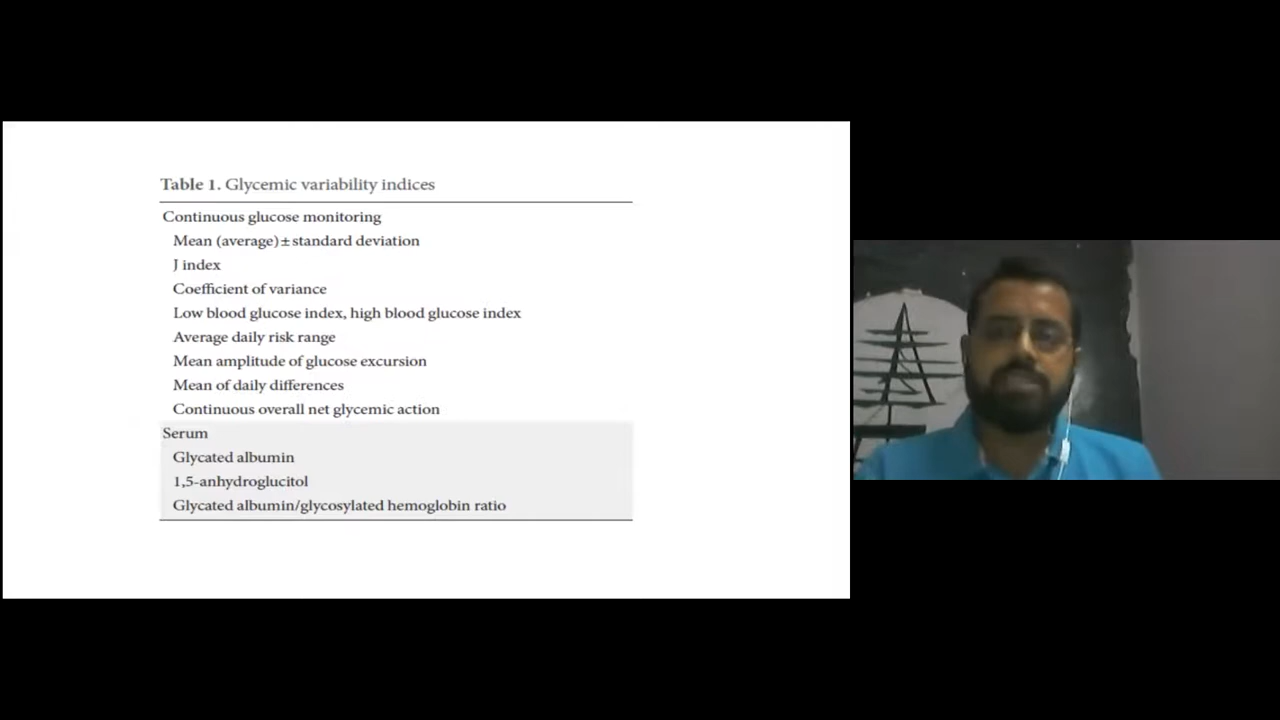 Table 1. Glycemic variability indices
Continuous glucose monitoring
Mean (average) ± standard deviation
J index
Coefficient of variance
Low blood glucose index, high blood glucose index
Average daily risk range
Mean amplitude of glucose excursion
Mean of daily differences
Continuous overall net glycemic action
Serum
Glycated albumin
1,5-anhydroglucitol
Glycated albumin/glycosylated hemoglobin ratio